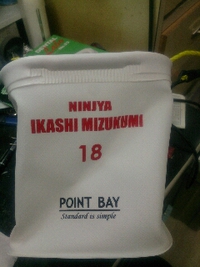 NINJYA
IKASHI MIZUKUMI
18
POINT BAY
Standard is simple